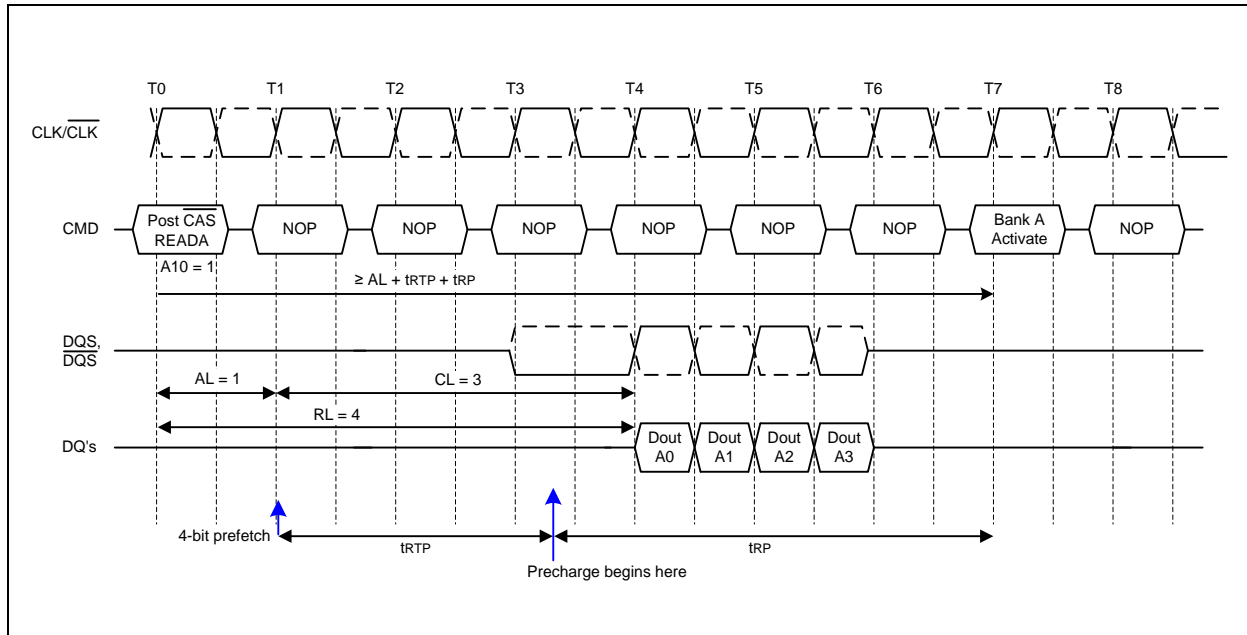 T0 T1 T2 T3 T4 T5 T6 T7 T8
CLK/CLK
CMD
Post CAS
READA
NOP NOP NOP NOP NOP NOP
Bank A
Activate
NOP
A10 = 1
≥ AL + tRTP + tRP
DQS,
DQS
AL = 1
CL = 3
RL = 4
DQ's
Dout
A0
Dout
A1
Dout
A2
Dout
A3
4-bit prefetch
tRTP
tRP
Precharge begins here